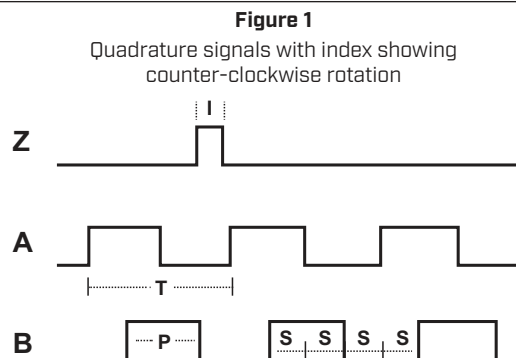 Figure 1
Quadrature signals with index showing
counter-clockwise rotation
I
Z
A
T
B
P
S S S S